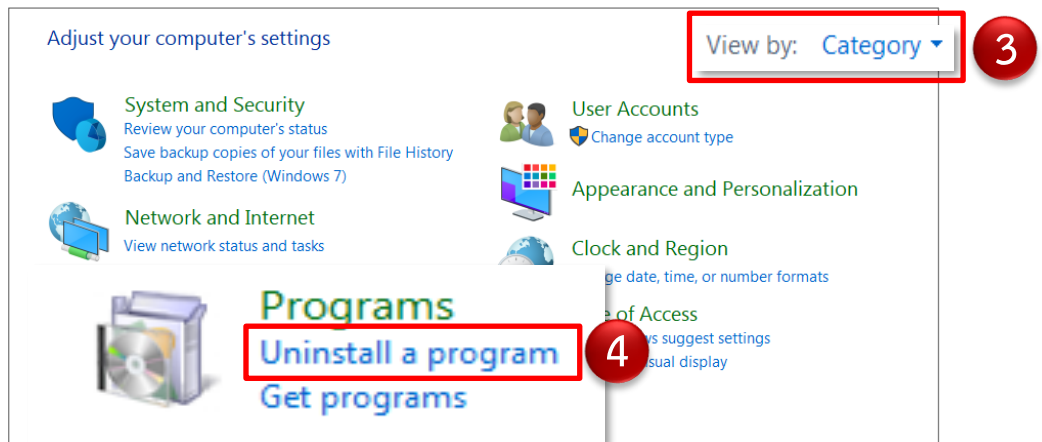 Adjust your computer's settings
View by: Category
3
System and Security
Review your computer's status
Save backup copies of your files with File History
Backup and Restore (Windows 7)
Network and Internet
View network status and tasks
Programs
Uninstall a program
4
Get programs
User Accounts
Change account type
Appearance and Personalization
Clock and Region
date, time, or number formats
of Access
suggest settings
display